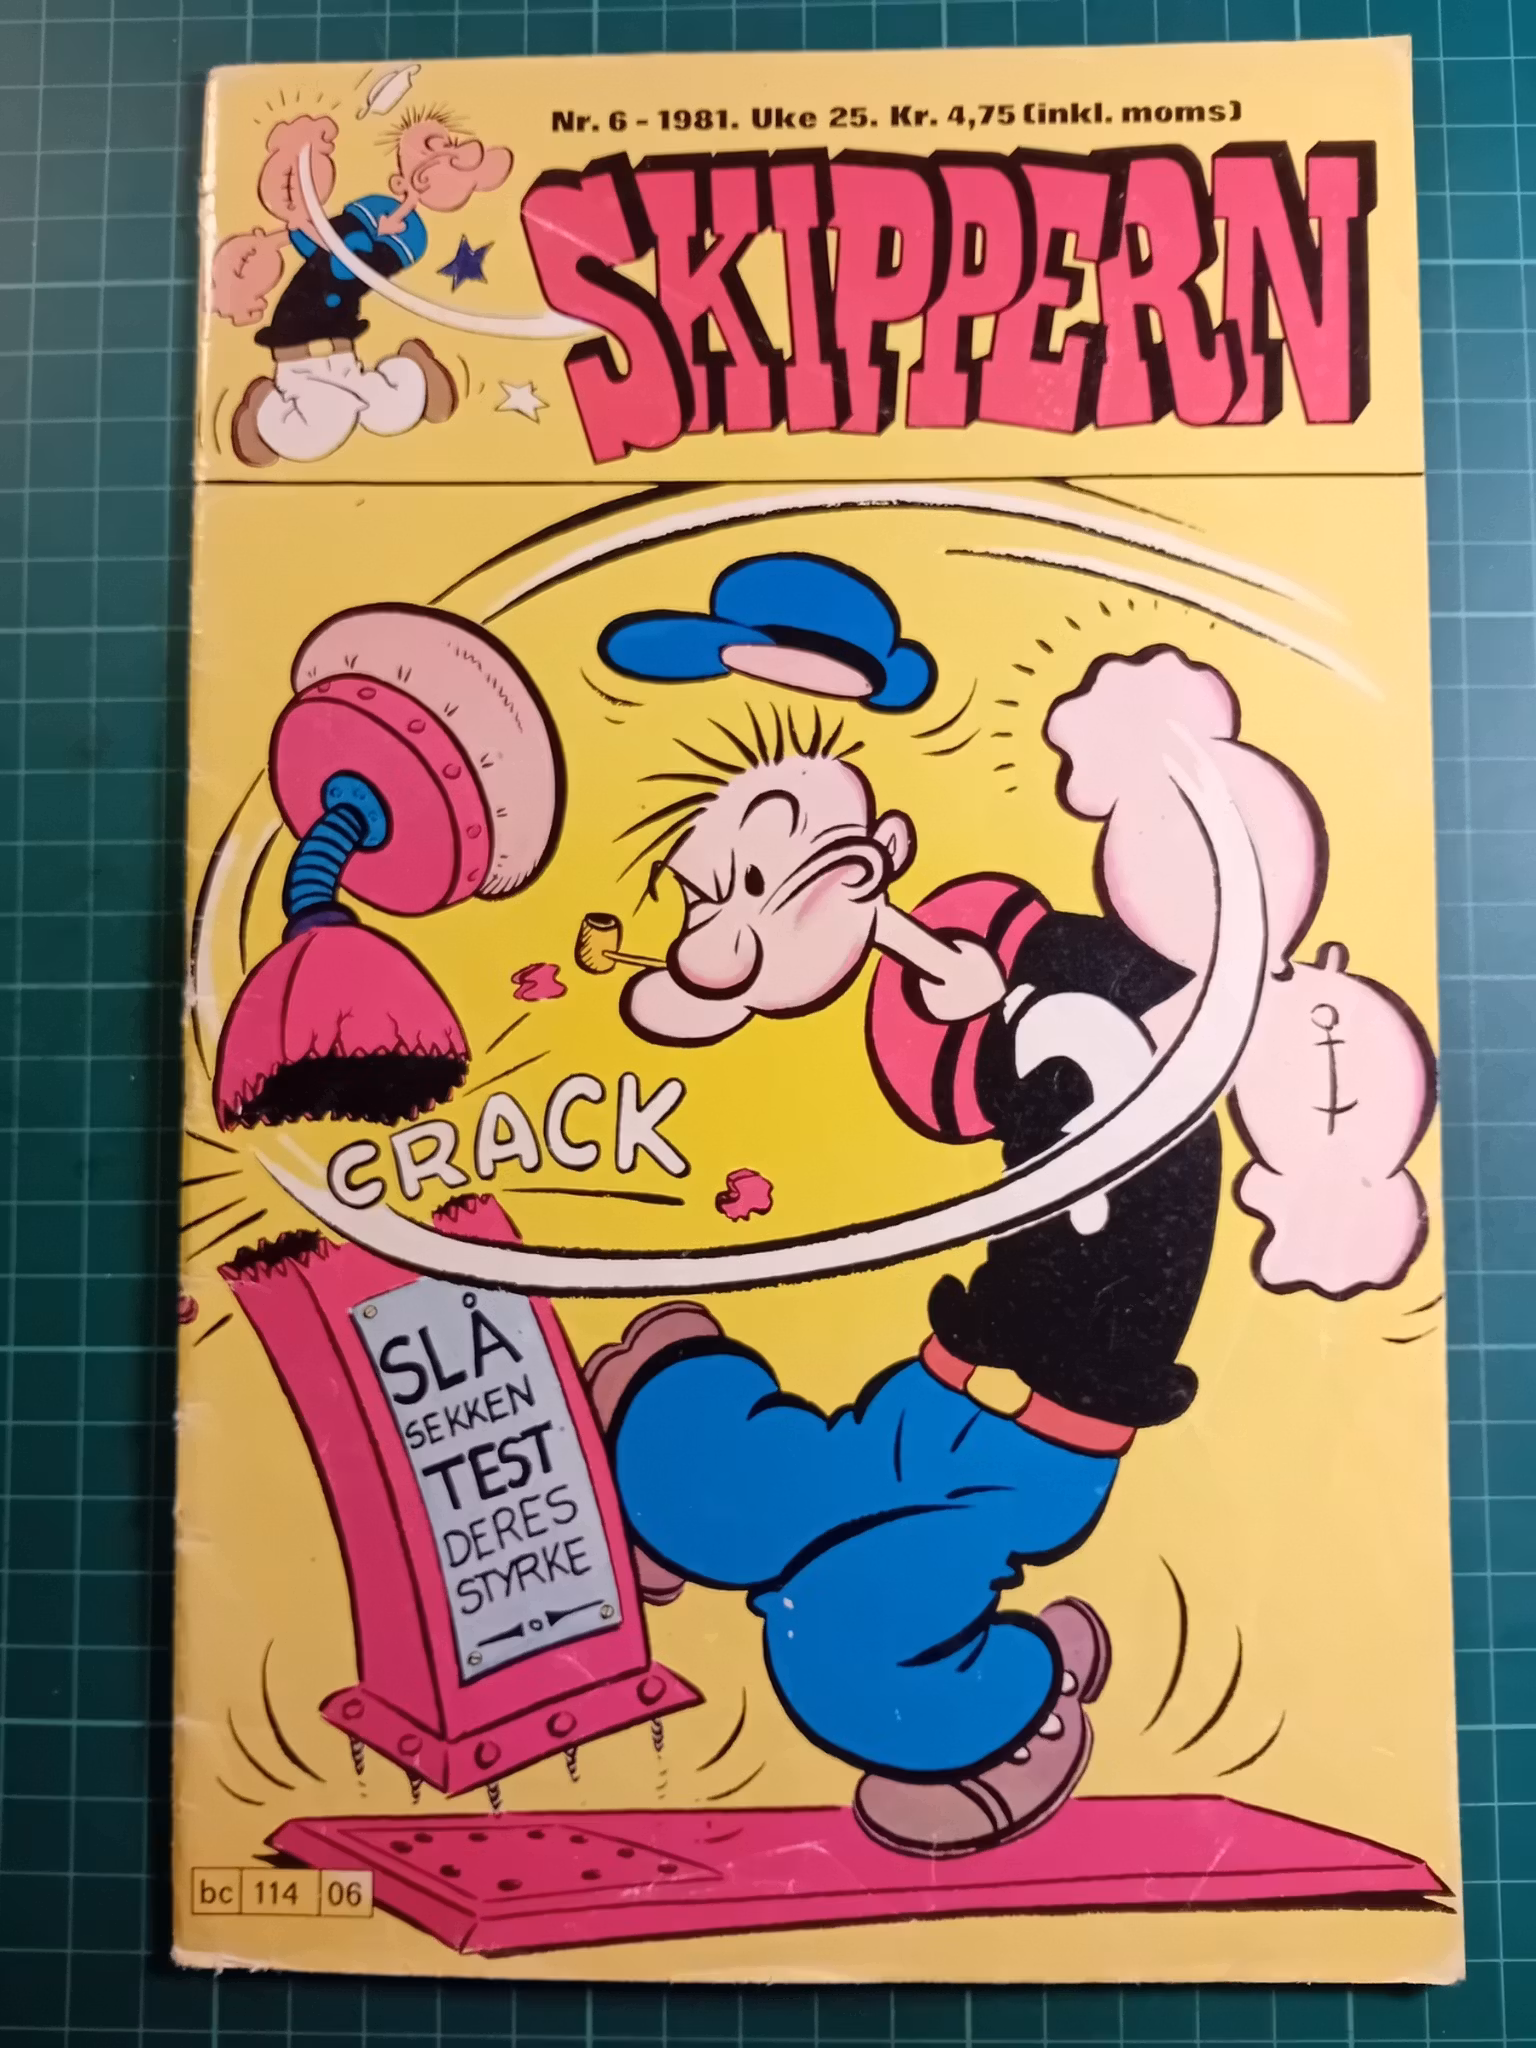 Nr. 6 - 1981. Uke 25. Kr. 4,75 (inkl. moms)
SKIPPERN
CRACK
SLÅ
SEKKEN
TEST
DERES
STYRKE
bc 114 06